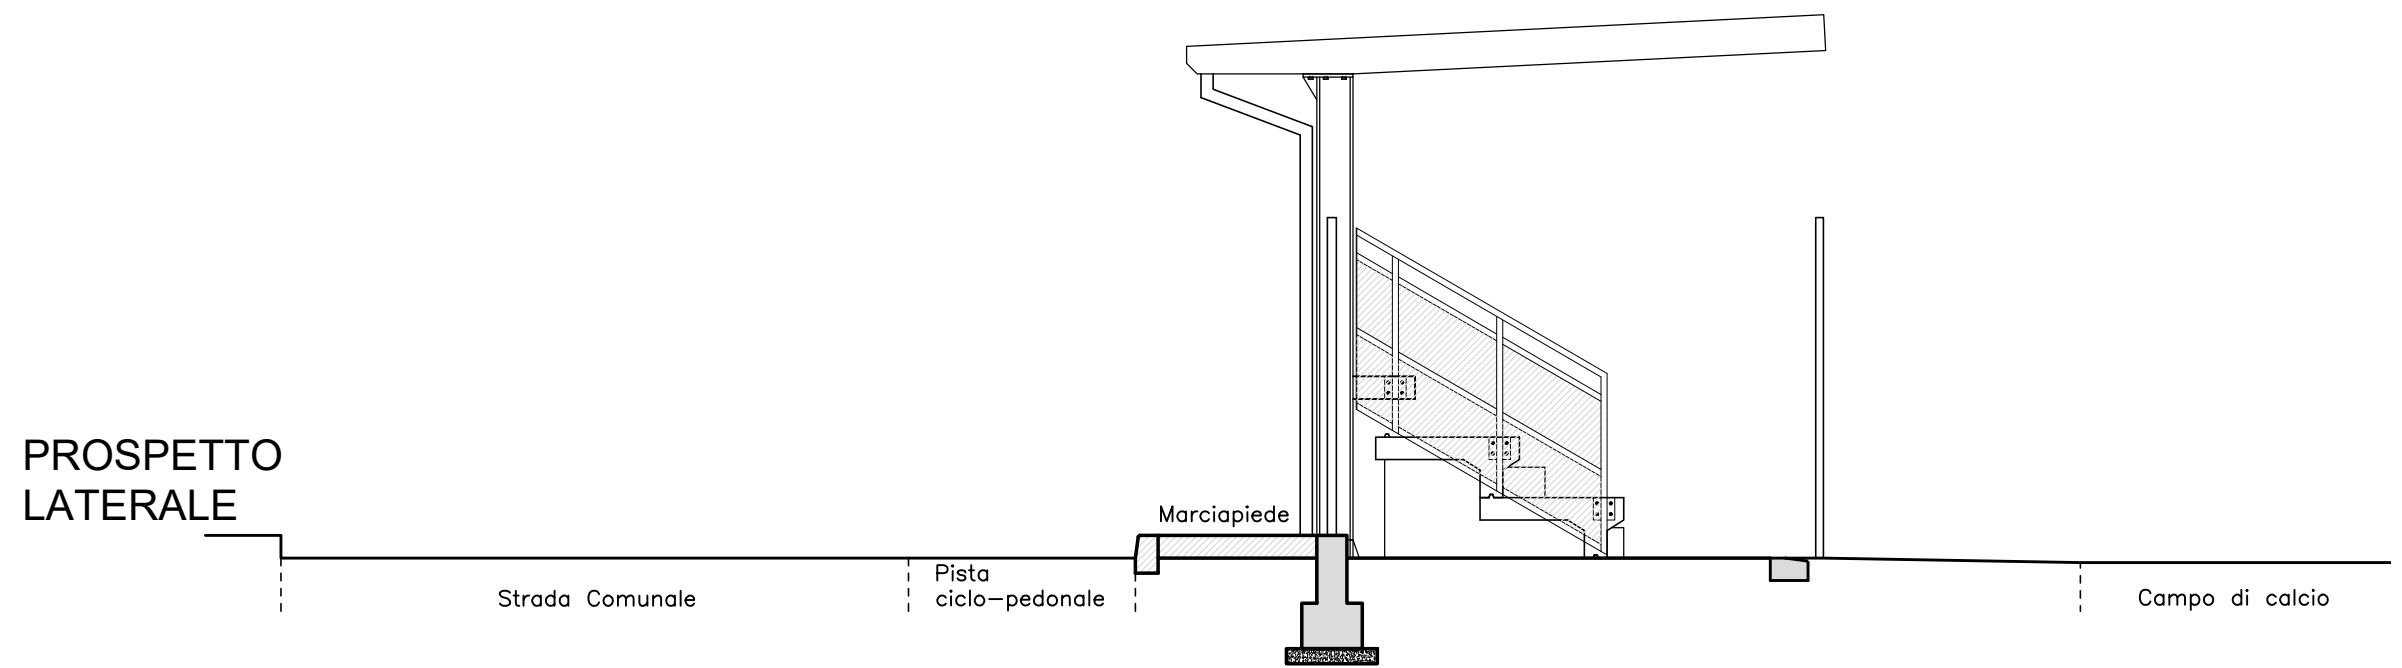 PROSPETTO
LATERALE
Marciapiede
Pista
ciclo-pedonale
Strada Comunale
Campo di calcio